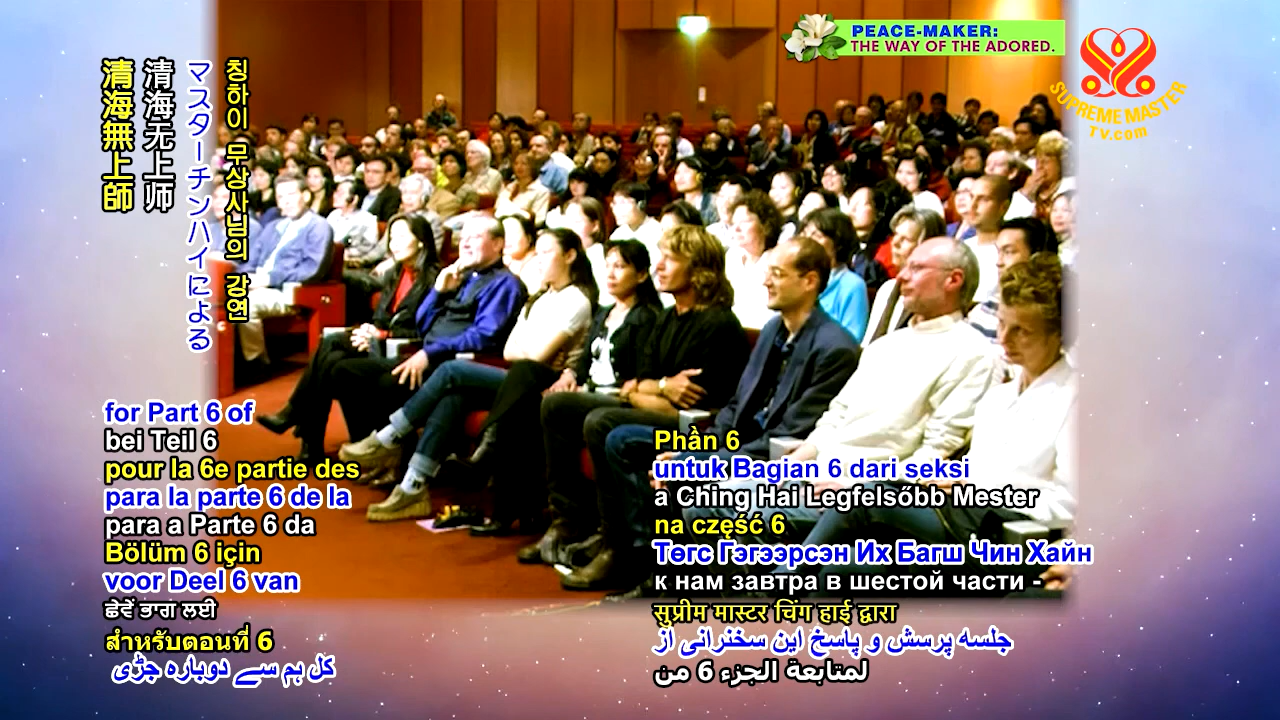 PEACE-MAKER:
THE WAY OF THE ADORED.
SUPREME MASTER
TV.com
清海無上師
清海无上师
マスターチンハイによる
칭하이 무상사님의 강연
for Part 6 of
bei Teil 6
pour la 6e partie des
para la parte 6 de la
para a Parte 6 da
Bölüm 6 için
voor Deel 6 van
ਛੇਵੇਂ ਭਾਗ ਲਈ
สำหรับตอนที่ 6
کل ہم سے دوبارہ جڑی
Phần 6
untuk Bagian 6 dari seksi
a Ching Hai Legfelsőbb Mester
na część 6
Төгс Гэгээрсэн Их Багш Чин Хайн
к нам завтра в шестой части -
सुप्रीम मास्टर चिंग हाई द्वारा
جلسه پرسش و پاسخ این سخنرانی از
لمتابعة الجزء 6 من